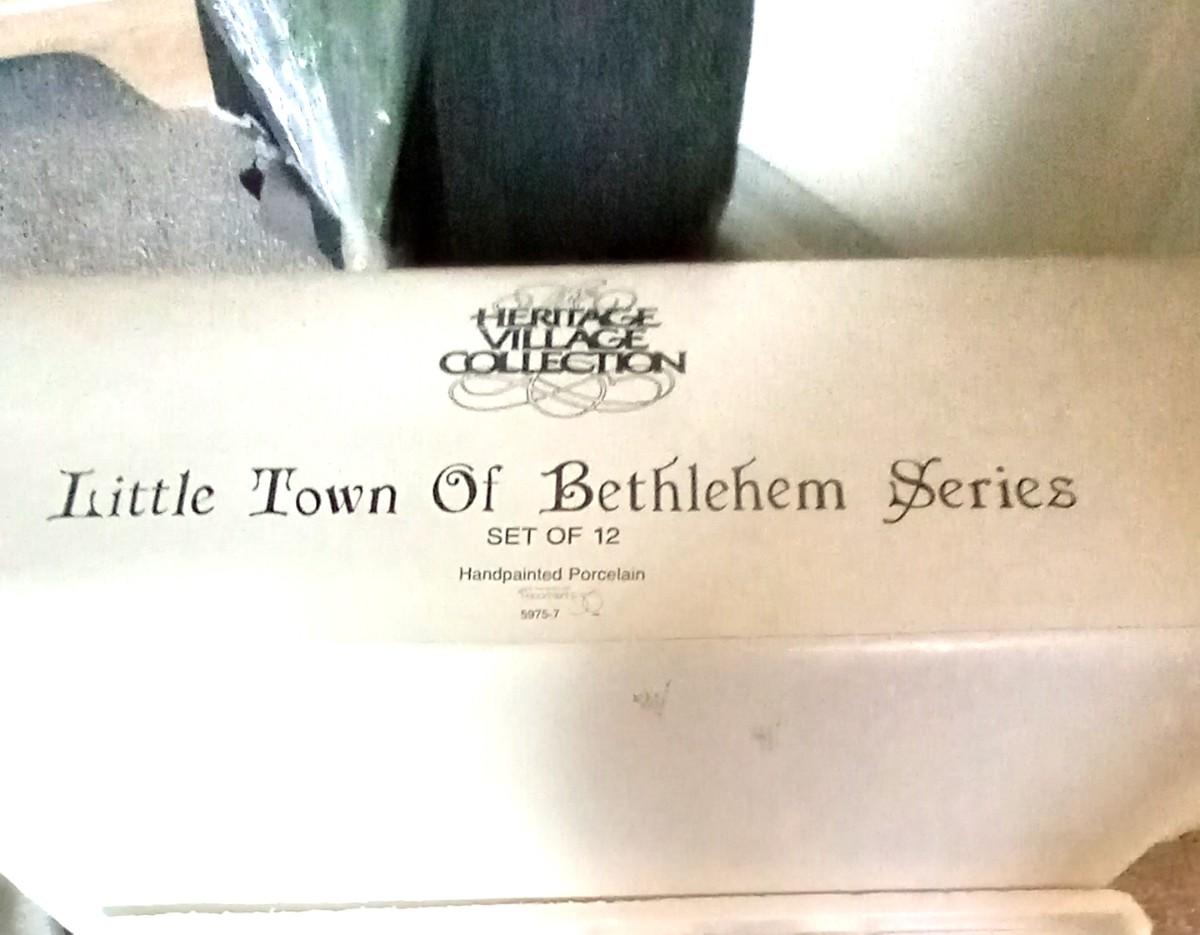 HERITAGE
VILLAGE
COLLECTION
Little Town Of Bethlehem Series
SET OF 12
Handpainted Porcelain
5975-7